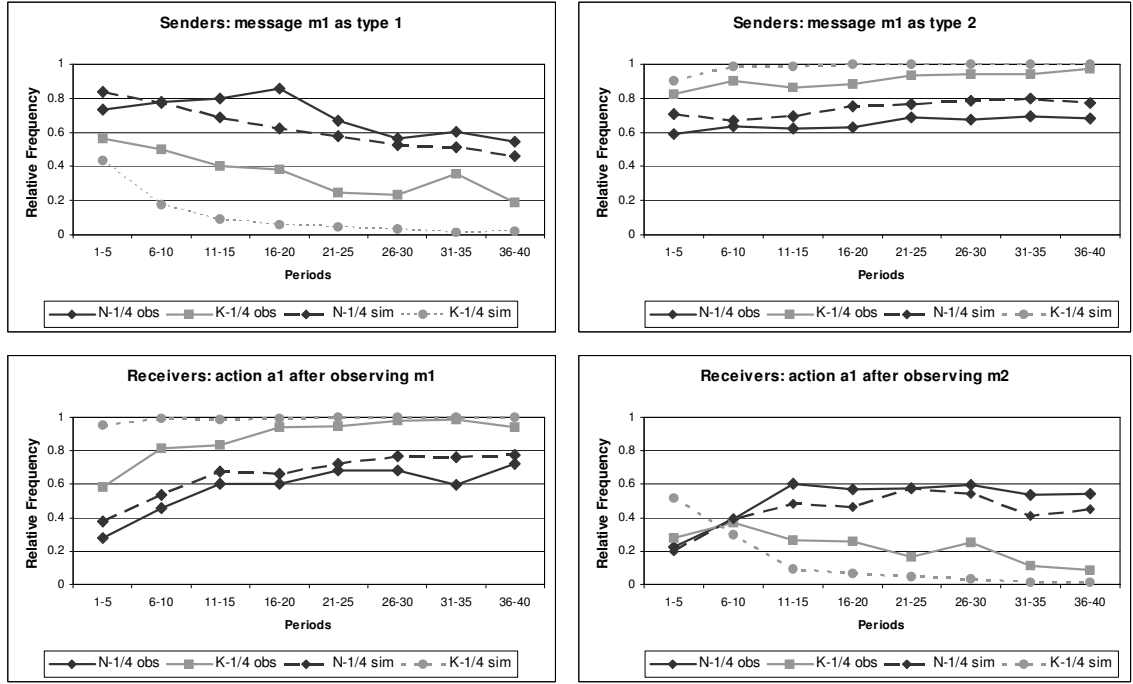 Senders: message m1 as type 1
Relative Frequency
1
0.8
0.6
0.4
0.2
0
1-5 6-10 11-15 16-20 21-25 26-30 31-35 36-40
Periods
N-1/4 obs K-1/4 obs N-1/4 sim K-1/4 sim
Senders: message m1 as type 2
Relative Frequency
1
0.8
0.6
0.4
0.2
0
1-5 6-10 11-15 16-20 21-25 26-30 31-35 36-40
Periods
N-1/4 obs K-1/4 obs N-1/4 sim K-1/4 sim
Receivers: action a1 after observing m1
Relative Frequency
1
0.8
0.6
0.4
0.2
0
1-5 6-10 11-15 16-20 21-25 26-30 31-35 36-40
Periods
N-1/4 obs K-1/4 obs N-1/4 sim K-1/4 sim
Receivers: action a1 after observing m2
Relative Frequency
1
0.8
0.6
0.4
0.2
0
1-5 6-10 11-15 16-20 21-25 26-30 31-35 36-40
Periods
N-1/4 obs K-1/4 obs N-1/4 sim K-1/4 sim